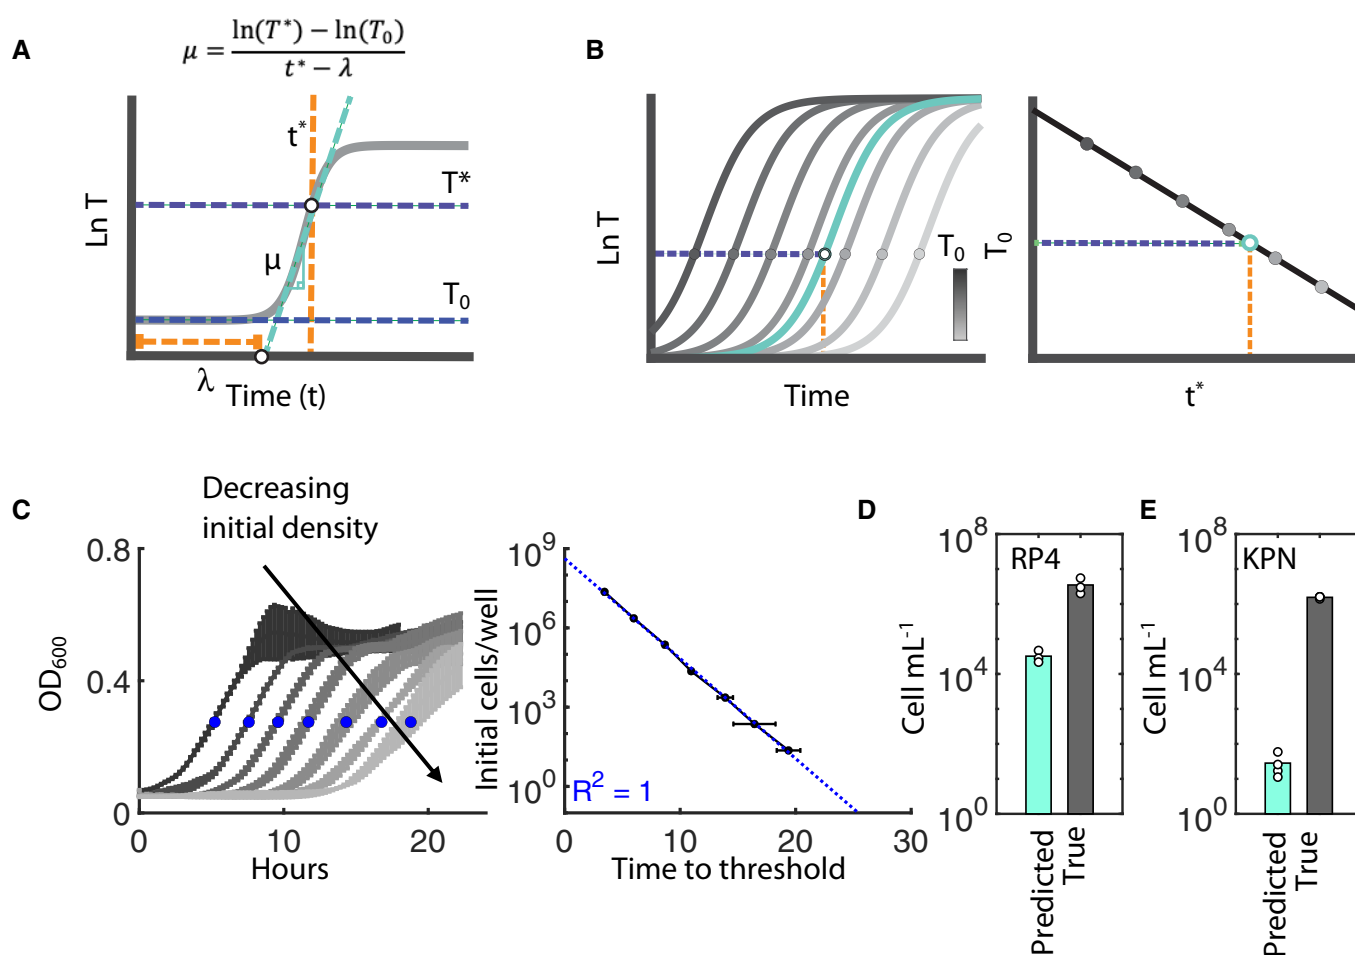 A
μ = ln(T*) − ln(T0) / t* − λ
t*
T*
Ln T
μ
T0
λ
Time (t)
B
Ln T
T0
Time
T0
t*
C
Decreasing
initial density
0.8
0.4
0
OD600
0
10
20
Hours
10^9
10^6
10^3
10^0
Initial cells/well
R^2 = 1
0
10
20
30
Time to threshold
D
10^8
10^4
10^0
Cell mL^-1
RP4
Predicted
True
E
10^8
10^4
10^0
Cell mL^-1
KPN
Predicted
True